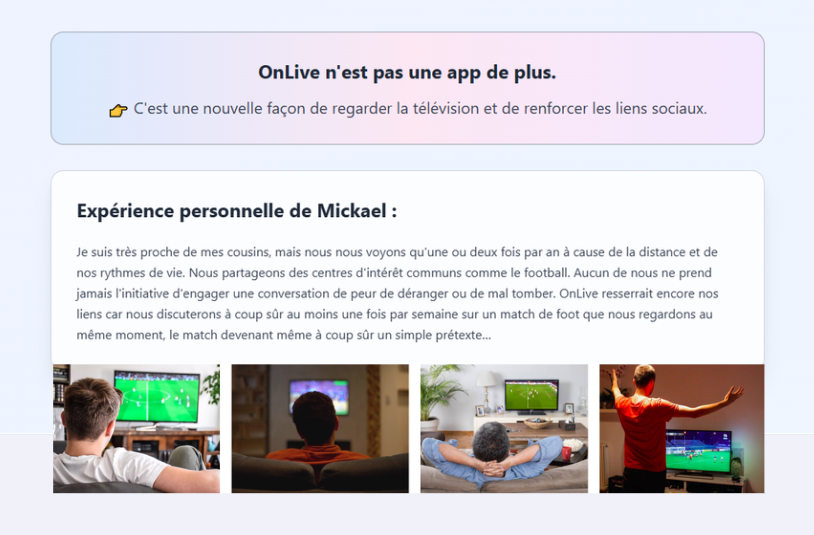 OnLive n'est pas une app de plus.
👉 C'est une nouvelle façon de regarder la télévision et de renforcer les liens sociaux.
Expérience personnelle de Mickael :
Je suis très proche de mes cousins, mais nous nous voyons qu'une ou deux fois par an à cause de la distance et de
nos rythmes de vie. Nous partageons des centres d'intérêt communs comme le football. Aucun de nous ne prend
jamais l'initiative d'engager une conversation de peur de déranger ou de mal tomber. OnLive resserrait encore nos
liens car nous discuterons à coup sûr au moins une fois par semaine sur un match de foot que nous regardons au
même moment, le match devenant même à coup sûr un simple prétexte...